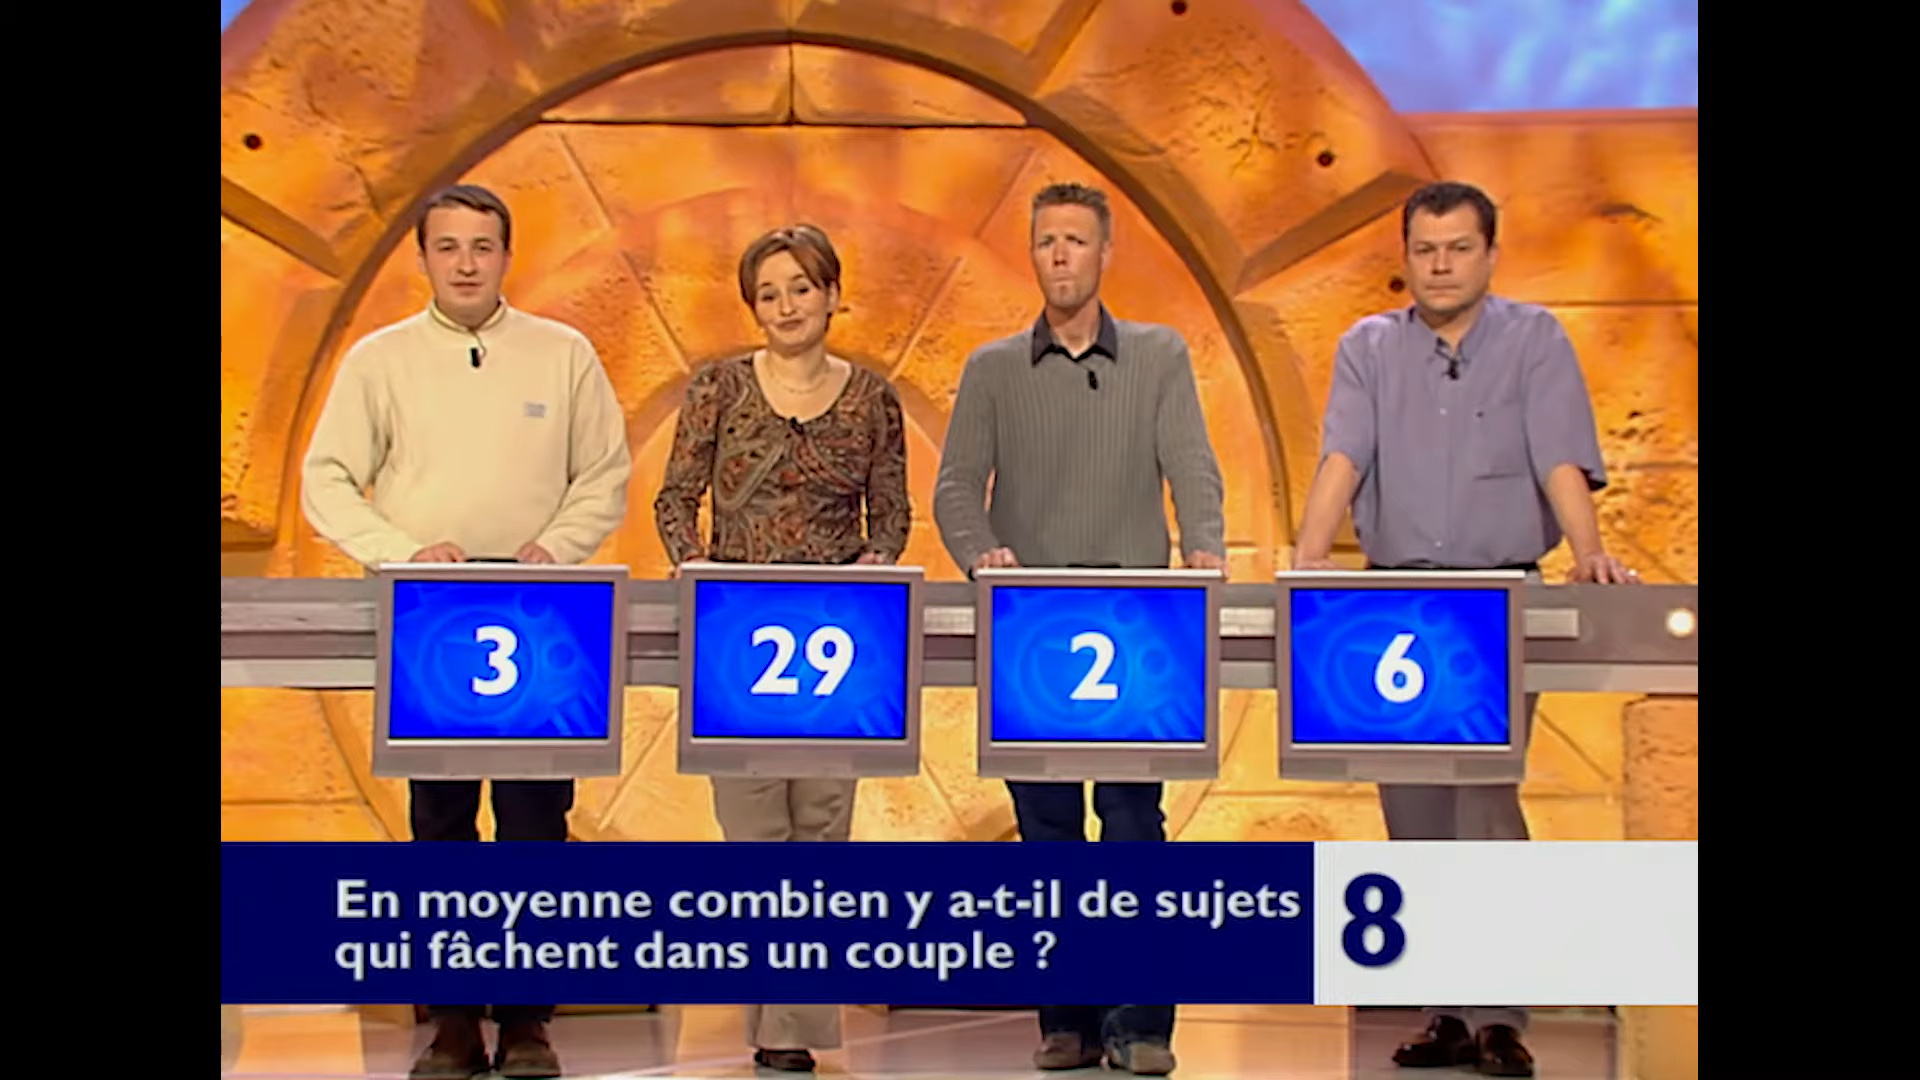 3
29
2
6
En moyenne combien y a-t-il de sujets
qui fâchent dans un couple ?
8